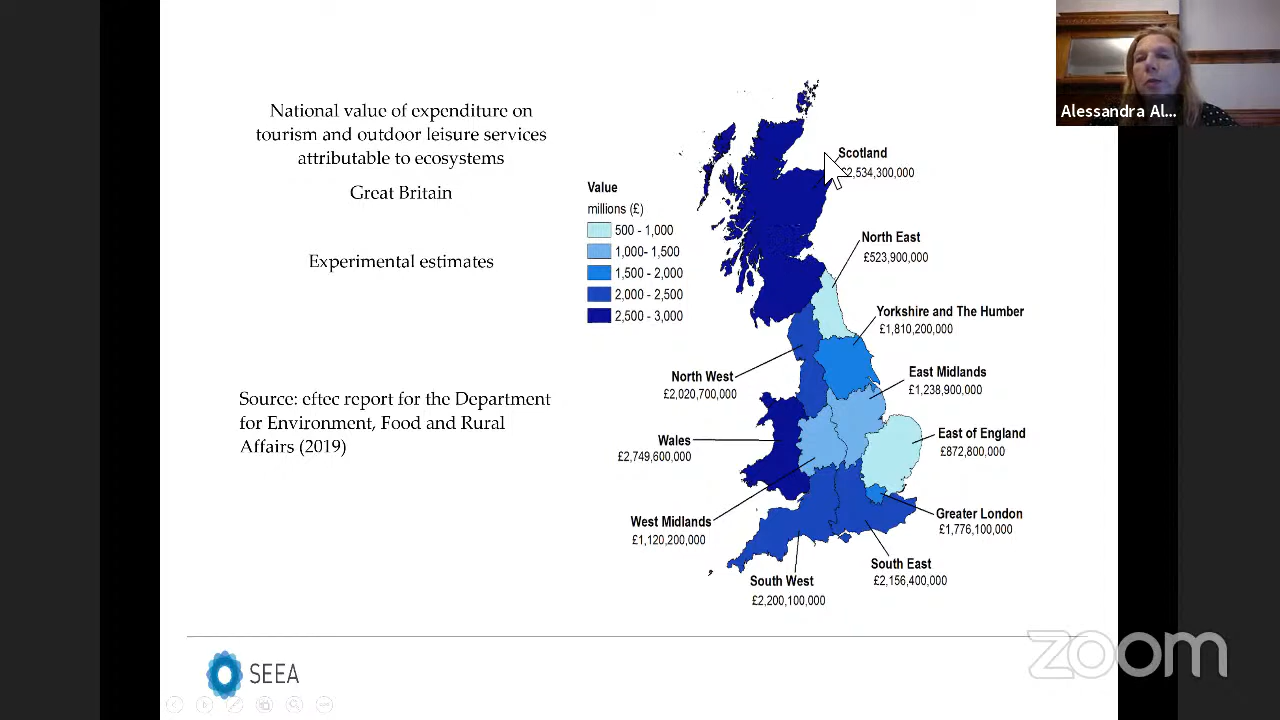 Alessandra Al...
National value of expenditure on
tourism and outdoor leisure services
attributable to ecosystems
Great Britain
Experimental estimates
Source: eftec report for the Department
for Environment, Food and Rural
Affairs (2019)
Value
millions (£)
500 - 1,000
1,000- 1,500
1,500 - 2,000
2,000 - 2,500
2,500 - 3,000
Scotland
£2,534,300,000
North East
£523,900,000
Yorkshire and The Humber
£1,810,200,000
North West
£2,020,700,000
East Midlands
£1,238,900,000
Wales
£2,749,600,000
East of England
£872,800,000
West Midlands
£1,120,200,000
Greater London
£1,776,100,000
South East
£2,156,400,000
South West
£2,200,100,000
SEEA
zoom